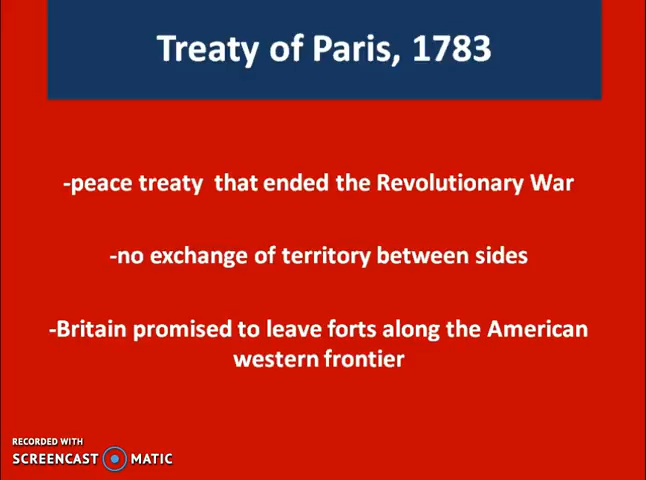 Treaty of Paris, 1783
-peace treaty  that ended the Revolutionary War
-no exchange of territory between sides
-Britain promised to leave forts along the American
western frontier
RECORDED WITH
SCREENCAST MATIC